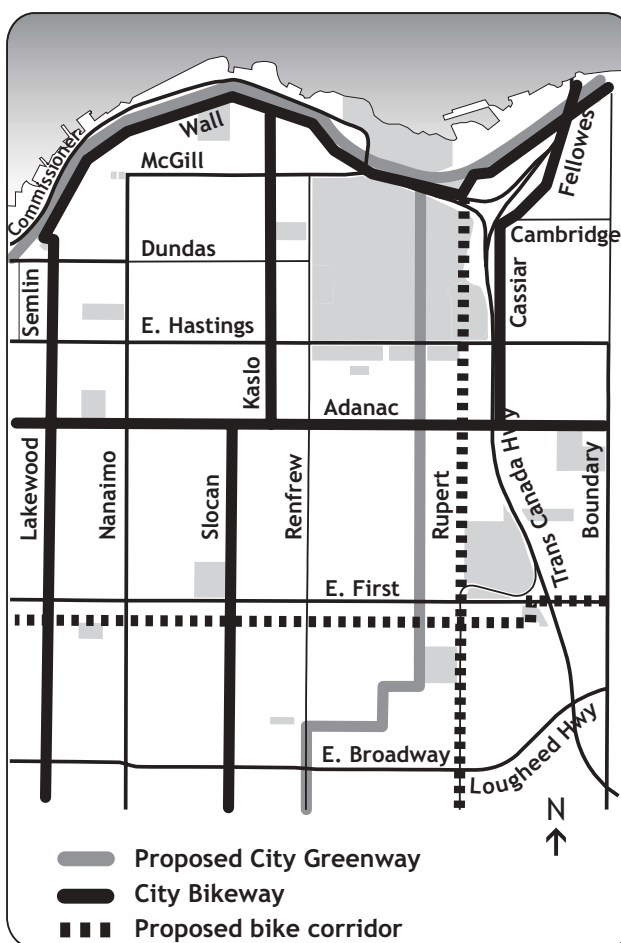 Commissioner
Wall
McGill
Fellowes
Dundas
Cambridge
Semlin
E. Hastings
Cassiar
Kaslo
Adanac
Lakewood
Nanaimo
Slocan
Renfrew
Rupert
Trans Canada Hwy
Boundary
E. First
E. Broadway
Lougheed Hwy
N
Proposed City Greenway
City Bikeway
Proposed bike corridor